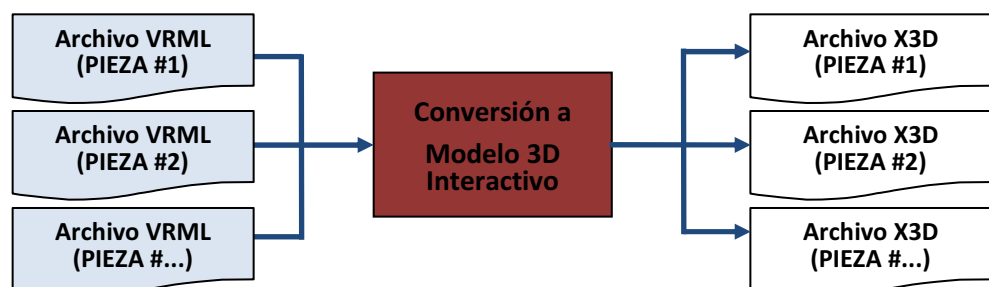 Archivo VRML
(PIEZA #1)
Archivo VRML
(PIEZA #2)
Archivo VRML
(PIEZA #...)
Conversión a
Modelo 3D
Interactivo
Archivo X3D
(PIEZA #1)
Archivo X3D
(PIEZA #2)
Archivo X3D
(PIEZA #...)